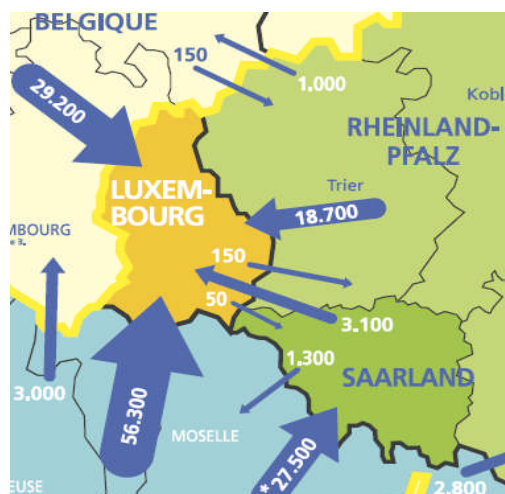 BELGIQUE
150
1.000
29.200
Kobl
RHEINLAND-
PFALZ
LUXEM-
BOURG
Trier
18.700
MBOURG
150
50
3.100
1.300
3.000
SAARLAND
56.300
MOSELLE
* 27.500
EUSE
2.800